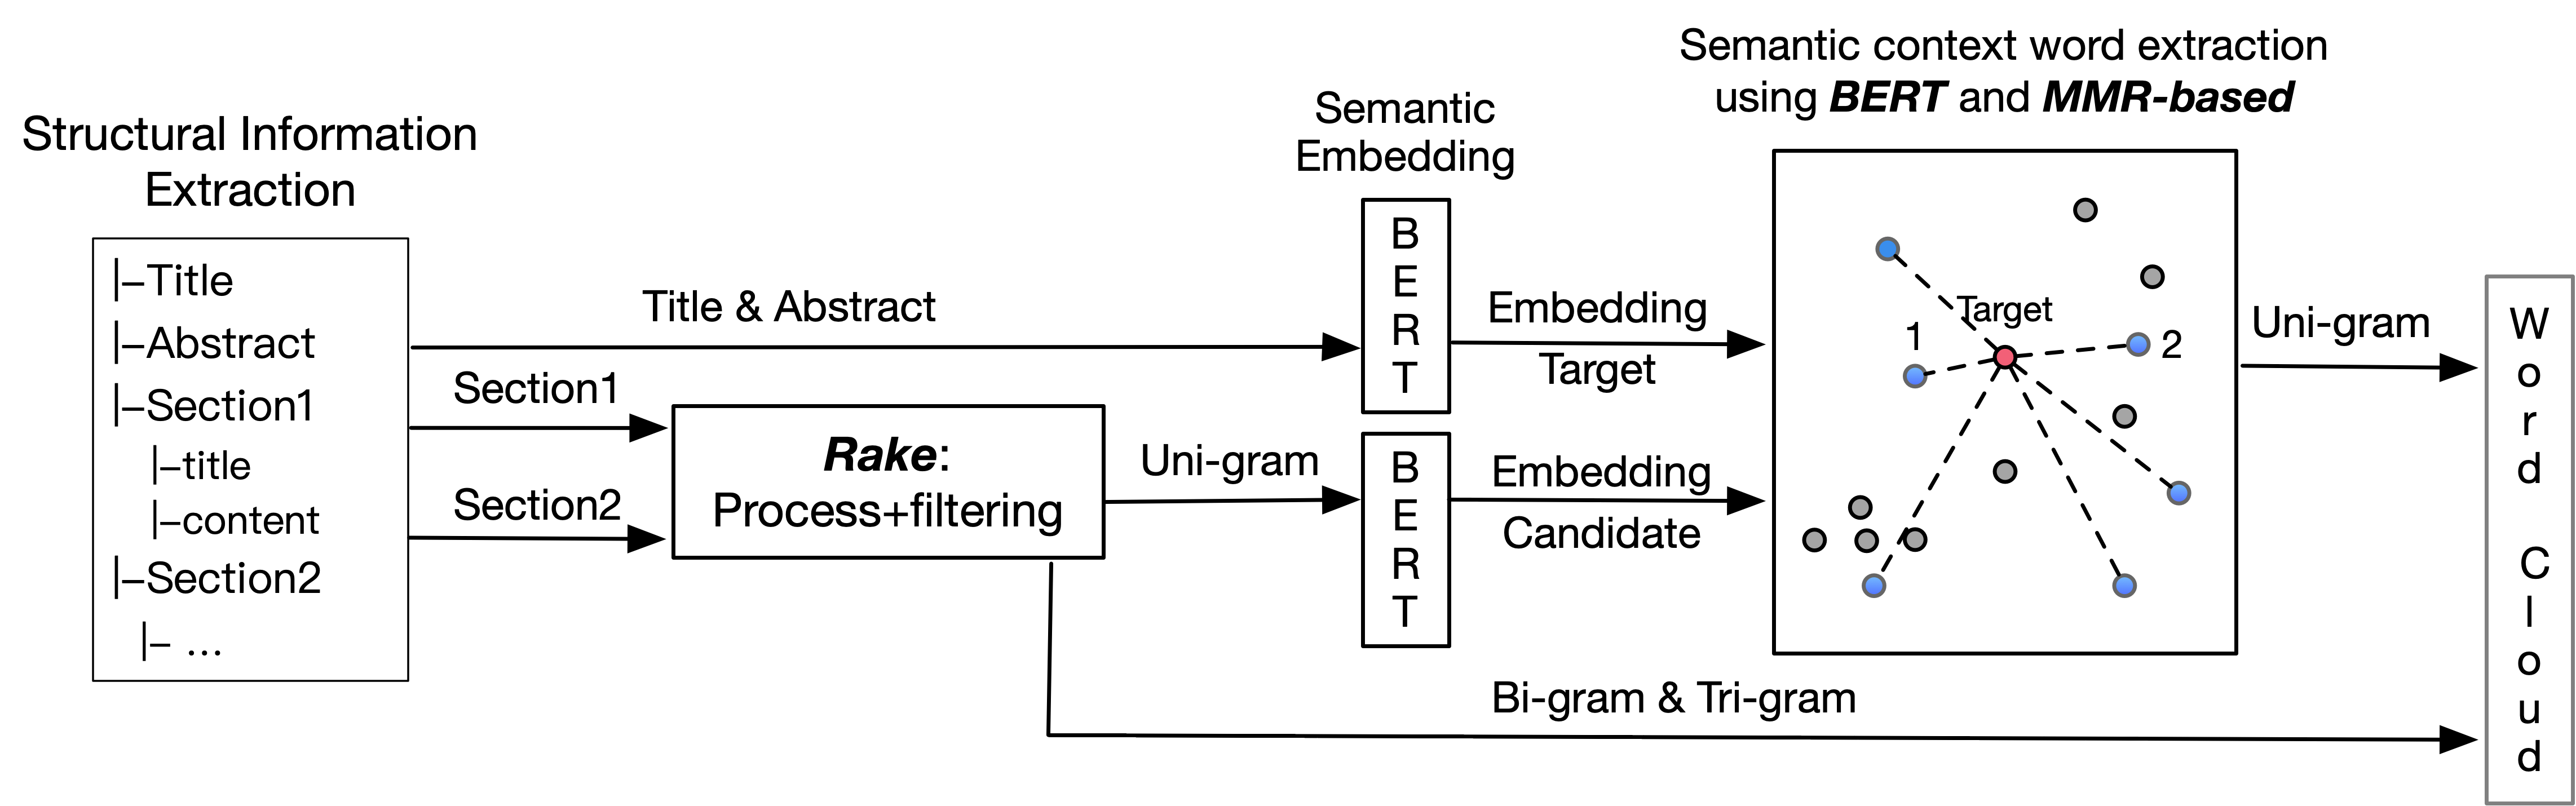 Structural Information
Extraction
|–Title
|–Abstract
|–Section1
|–title
|–content
|–Section2
|– ...
Title & Abstract
Section1
Section2
Rake:
Process+filtering
Uni-gram
Semantic
Embedding
B
E
R
T
B
E
R
T
Embedding
Target
Embedding
Candidate
Semantic context word extraction
using BERT and MMR-based
Target
1
2
Uni-gram
Bi-gram & Tri-gram
W
o
r
d
C
l
o
u
d